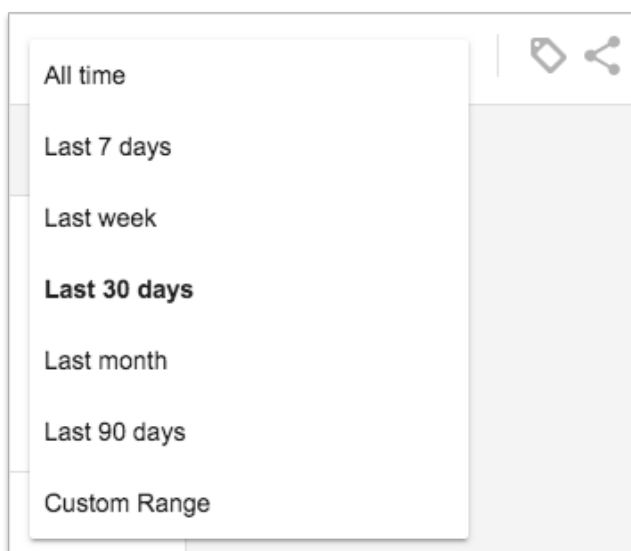 All time
Last 7 days
Last week
Last 30 days
Last month
Last 90 days
Custom Range